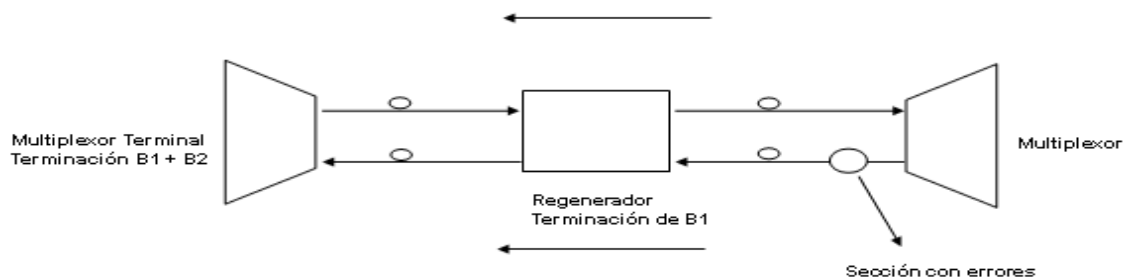 Multiplexor Terminal
Terminación B1 + B2
Multiplexor
Regenerador
Terminación de B1
Sección con errores